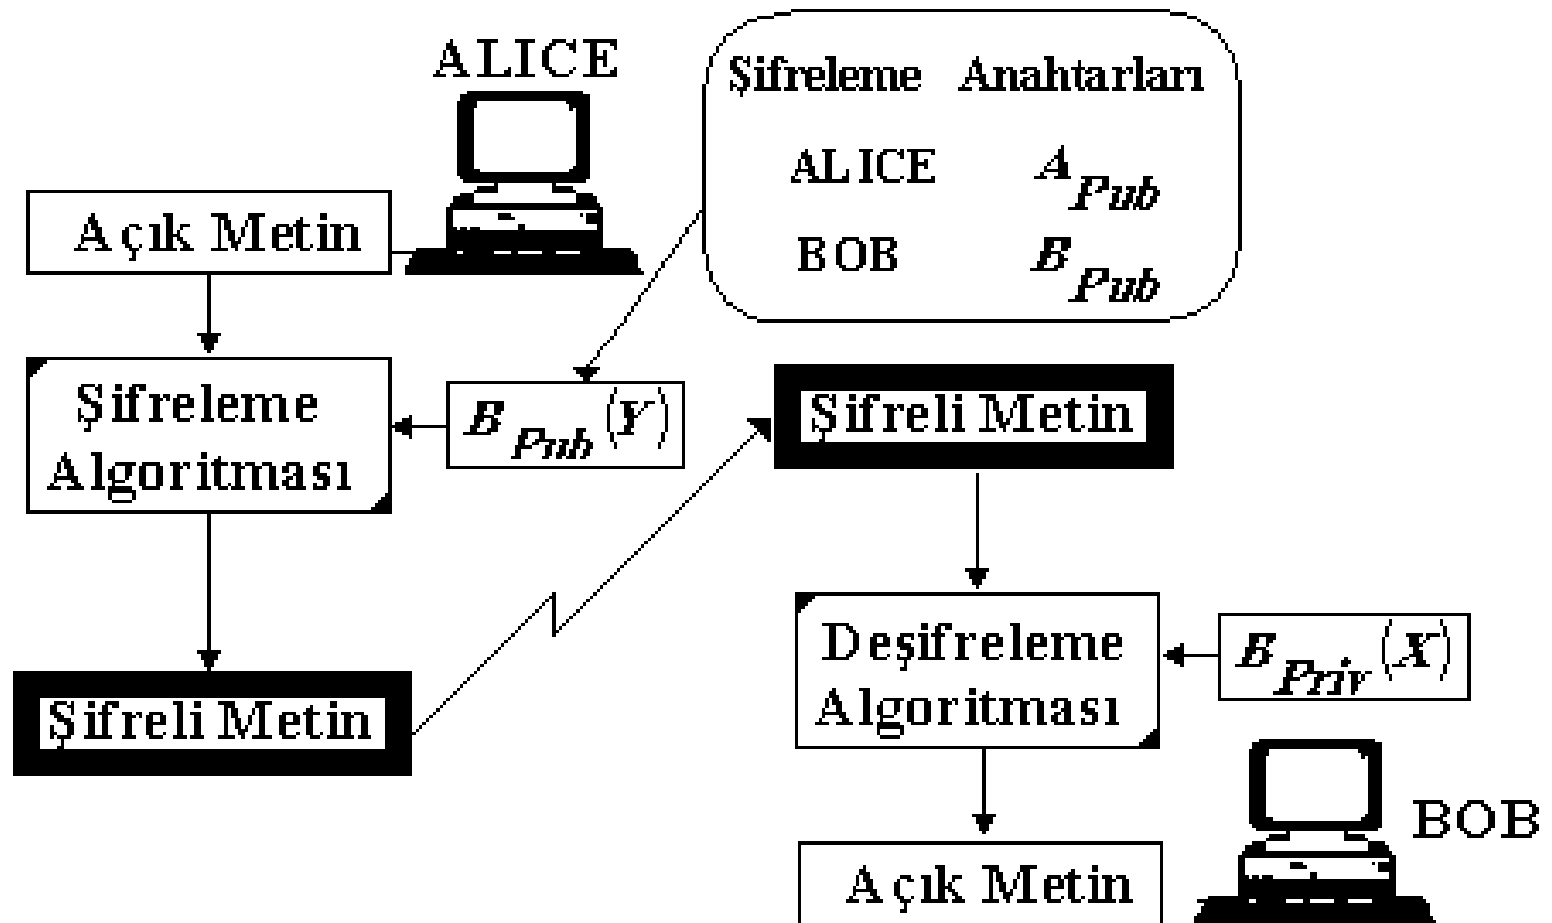 ALICE
Şifreleme Anahtarları
ALICE A Pub
BOB B Pub
Açık Metin
Şifreleme
Algoritması
B Pub (Y)
Şifreli Metin
Şifreli Metin
Deşifreleme
Algoritması
B Priv (X)
BOB
Açık Metin